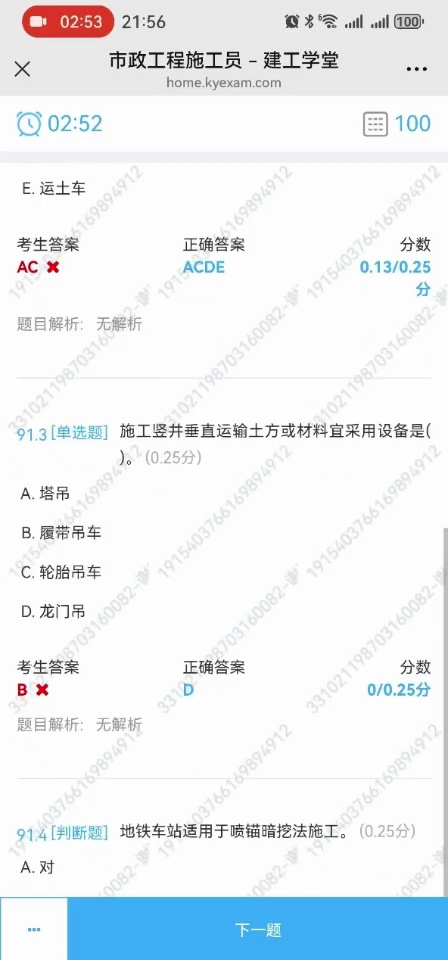 02:53 21:56 6 100
市政工程施工员 – 建工学堂
home.kyexam.com
02:52 100
E. 运土车
考生答案 正确答案 分数
AC ACDE 0.13/0.25
分
题目解析: 无解析
91.3 [单选题] 施工竖井垂直运输土方或材料宜采用设备是(
)。 (0.25分)
A. 塔吊
B. 履带吊车
C. 轮胎吊车
D. 龙门吊
考生答案 正确答案 分数
B D 0/0.25分
题目解析: 无解析
91.4 [判断题] 地铁车站适用于喷锚暗挖法施工。 (0.25分)
A. 对
下一题